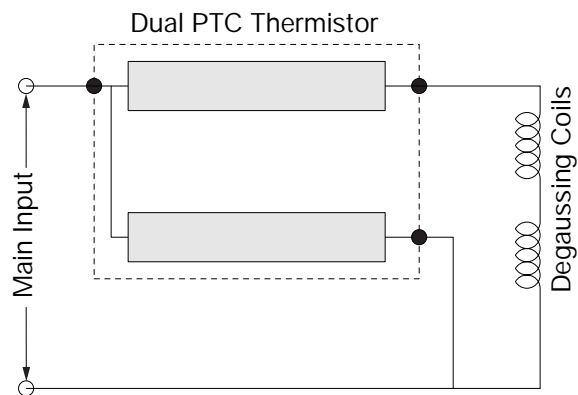 Dual PTC Thermistor
Main Input
Degaussing Coils